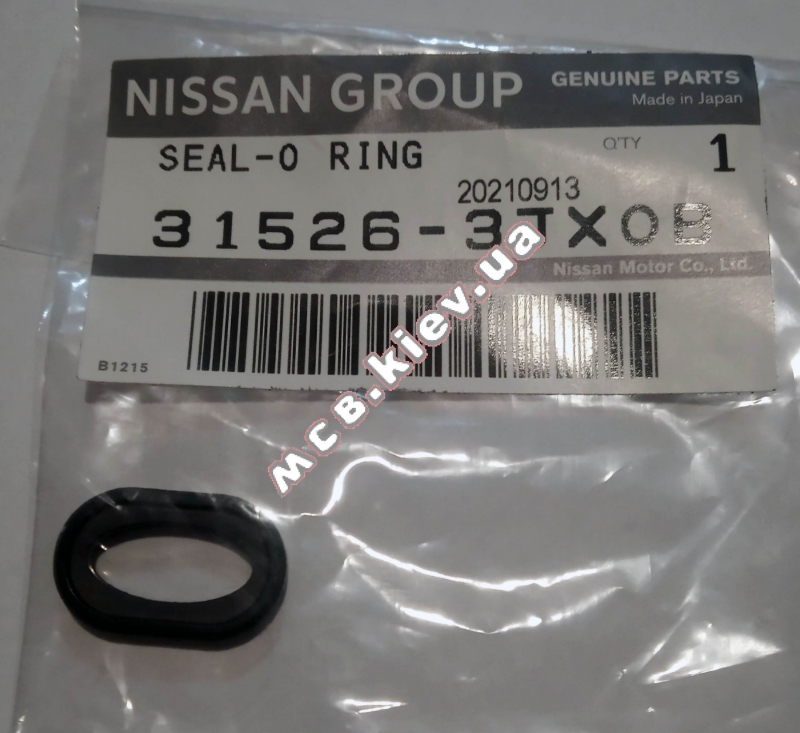 NISSAN GROUP
GENUINE PARTS
Made in Japan
SEAL-O RING
Q'TY 1
20210913
31526-3TX0B
Nissan Motor Co., Ltd.
B1215
mcb.kiev.ua